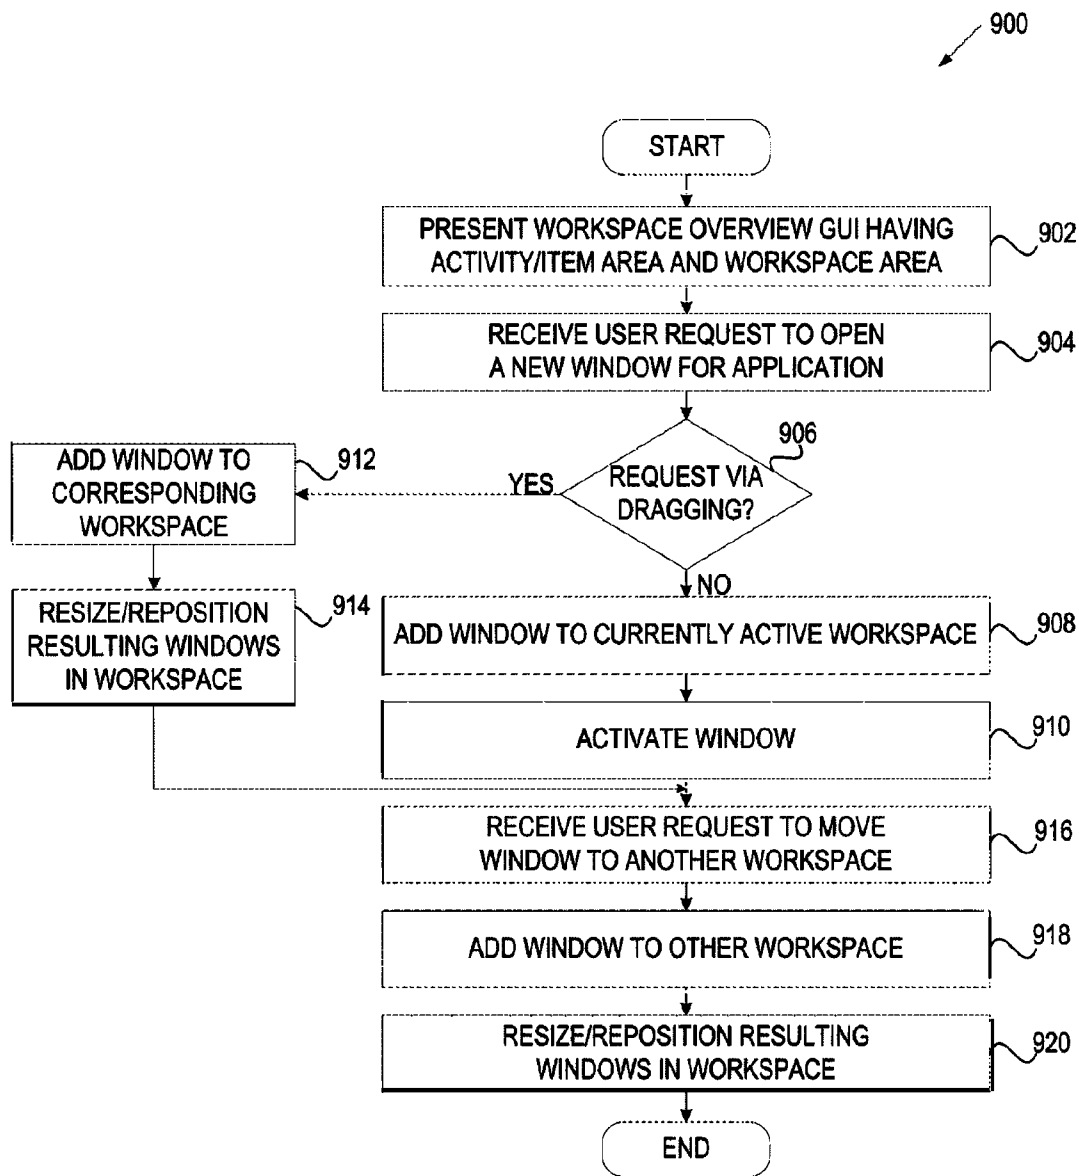 900
START
PRESENT WORKSPACE OVERVIEW GUI HAVING
ACTIVITY/ITEM AREA AND WORKSPACE AREA
902
RECEIVE USER REQUEST TO OPEN
A NEW WINDOW FOR APPLICATION
904
906
REQUEST VIA
DRAGGING?
YES
NO
ADD WINDOW TO
CORRESPONDING
WORKSPACE
912
RESIZE/REPOSITION
RESULTING WINDOWS
IN WORKSPACE
914
ADD WINDOW TO CURRENTLY ACTIVE WORKSPACE
908
ACTIVATE WINDOW
910
RECEIVE USER REQUEST TO MOVE
WINDOW TO ANOTHER WORKSPACE
916
ADD WINDOW TO OTHER WORKSPACE
918
RESIZE/REPOSITION RESULTING
WINDOWS IN WORKSPACE
920
END